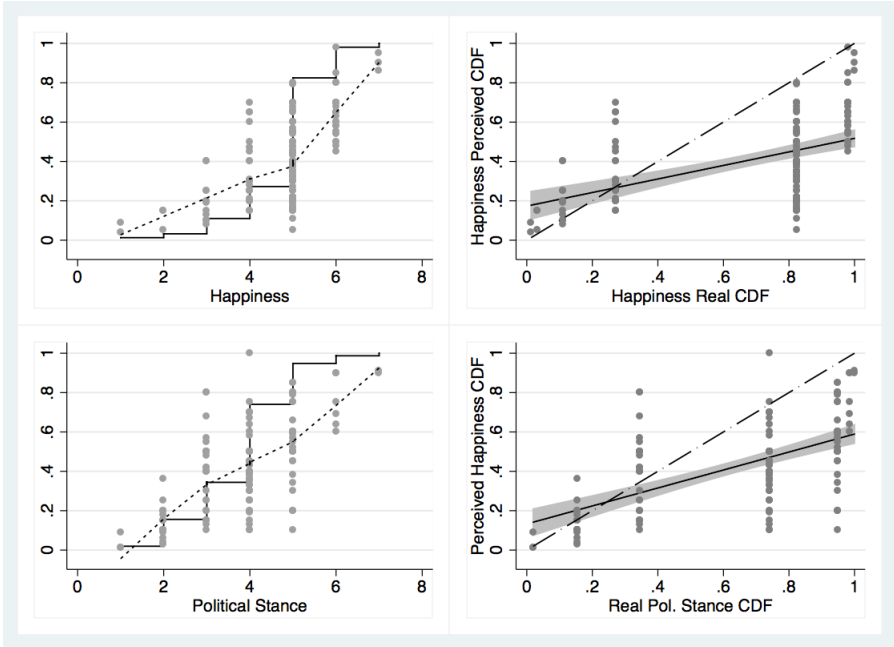 Happiness Perceived CDF
0 .2 .4 .6 .8 1
0 2 4 6 8
Happiness
0 .2 .4 .6 .8 1
0 .2 .4 .6 .8 1
Happiness Real CDF
0 .2 .4 .6 .8 1
0 2 4 6 8
Political Stance
Perceived Happiness CDF
0 .2 .4 .6 .8 1
0 .2 .4 .6 .8 1
Real Pol. Stance CDF